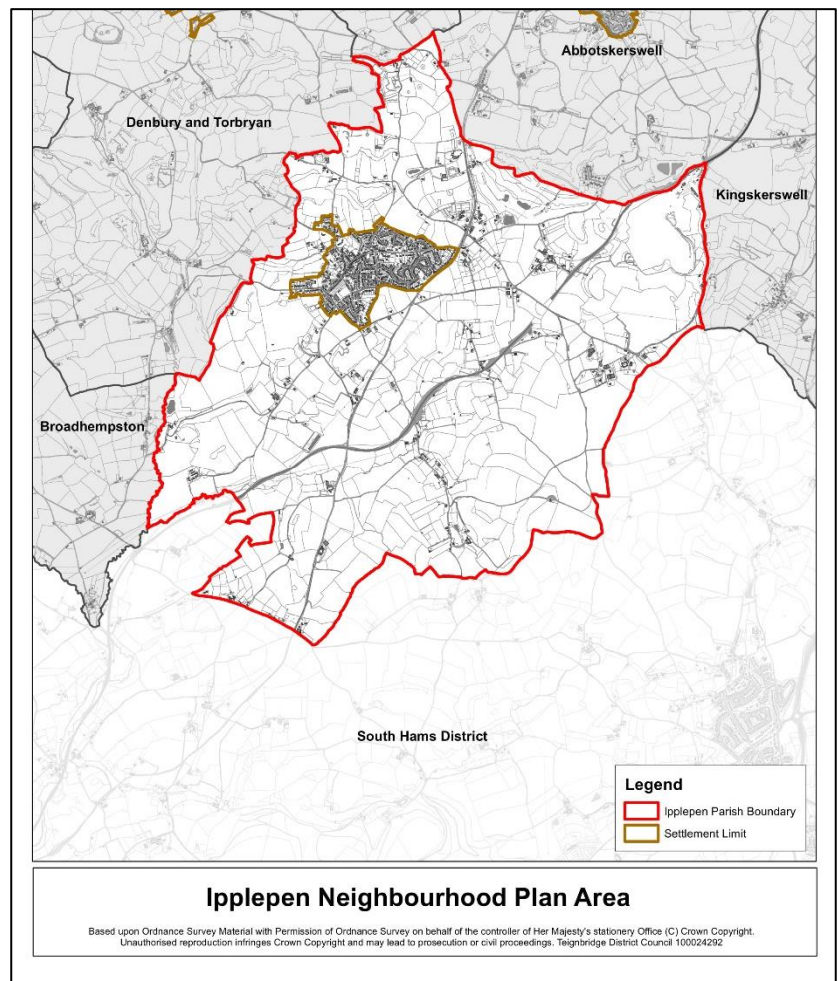 Abbotskerswell
Denbury and Torbryan
Kingskerswell
Broadhempston
South Hams District
Legend
Ipplepen Parish Boundary
Settlement Limit
Ipplepen Neighbourhood Plan Area
Based upon Ordnance Survey Material with Permission of Ordnance Survey on behalf of the controller of Her Majesty's stationery Office (C) Crown Copyright.
Unauthorised reproduction infringes Crown Copyright and may lead to prosecution or civil proceedings. Teignbridge District Council 100024292